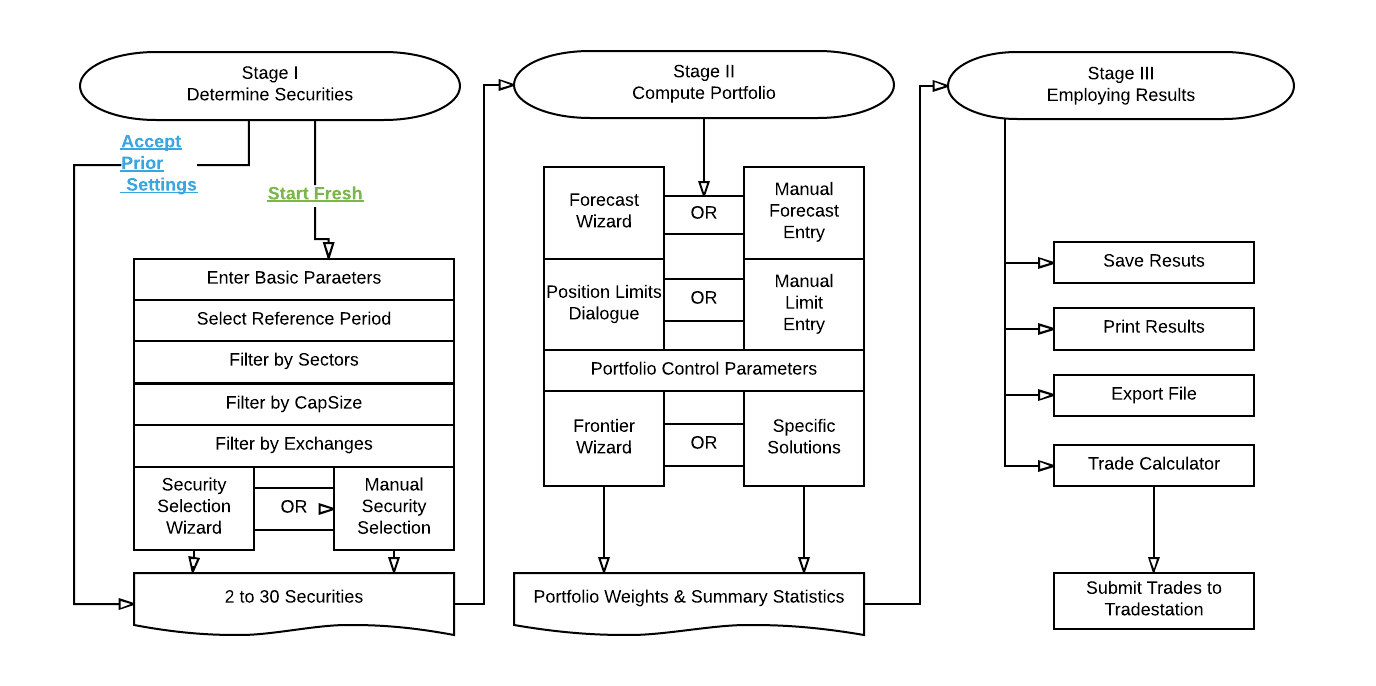 Stage I
Determine Securities
Accept
Prior
Settings
Start Fresh
Enter Basic Paraeters
Select Reference Period
Filter by Sectors
Filter by CapSize
Filter by Exchanges
Security
Selection
Wizard
OR
Manual
Security
Selection
2 to 30 Securities
Stage II
Compute Portfolio
Forecast
Wizard
OR
Manual
Forecast
Entry
Position Limits
Dialogue
OR
Manual
Limit
Entry
Portfolio Control Parameters
Frontier
Wizard
OR
Specific
Solutions
Portfolio Weights & Summary Statistics
Stage III
Employing Results
Save Resuts
Print Results
Export File
Trade Calculator
Submit Trades to
Tradestation